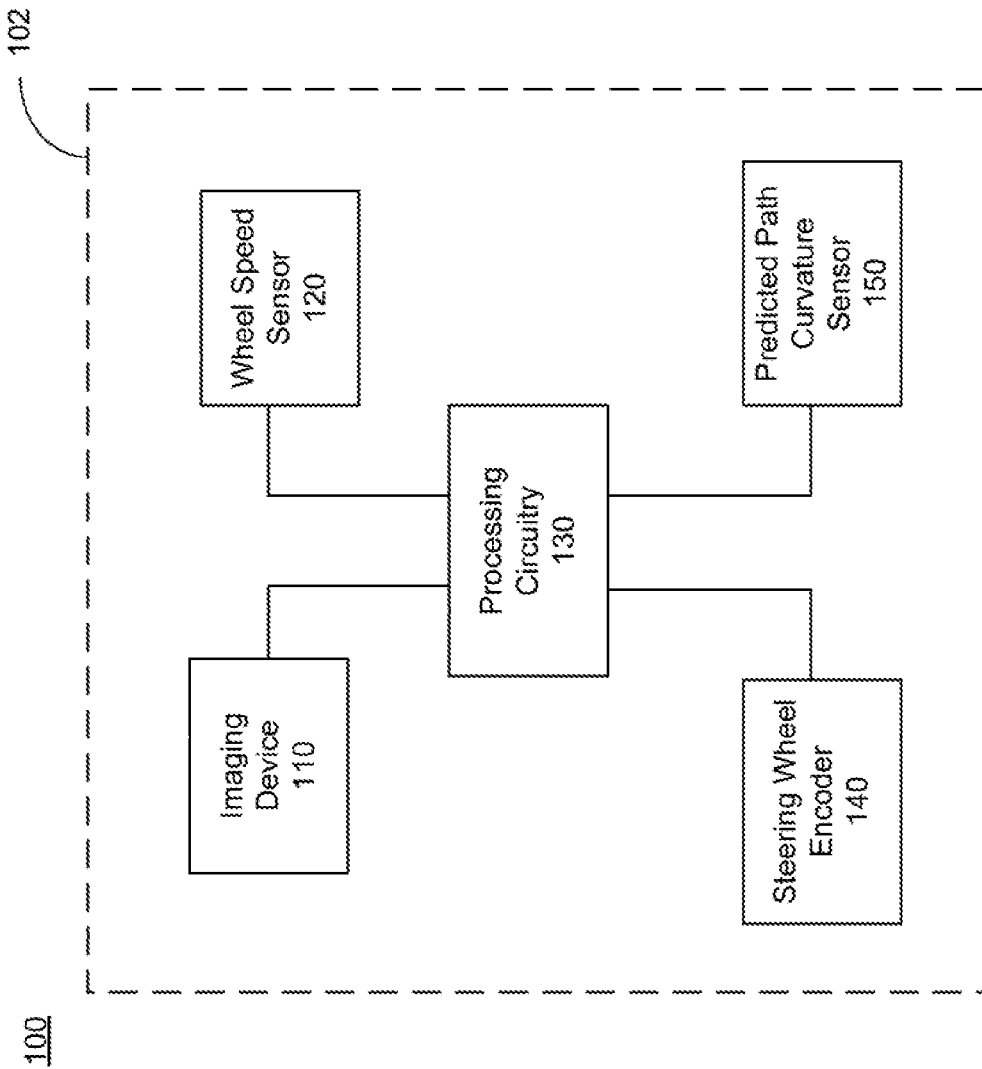 100
102
Imaging
Device
110
Wheel Speed
Sensor
120
Processing
Circuitry
130
Steering Wheel
Encoder
140
Predicted Path
Curvature
Sensor
150